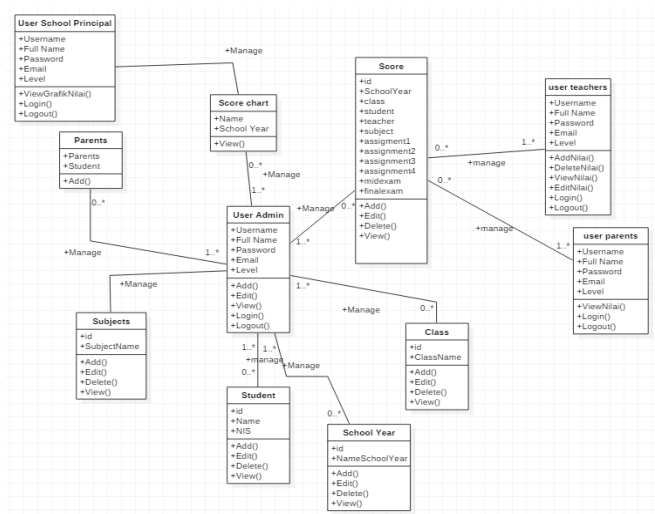 User School Principal
+Username
+Full Name
+Password
+Email
+Level
+ViewGrafikNilai()
+Login()
+Logout()
+Manage
Score chart
+Name
+School Year
+View()
0..*
+Manage
1..*
Score
+id
+SchoolYear
+class
+student
+teacher
+subject
+assigment1
+assignment2
+assignment3
+assignment4
+midexam
+finalexam
+Add()
+Edit()
+Delete()
+View()
0..*
1..*
+manage
0..*
+manage
1..*
user teachers
+Username
+Full Name
+Password
+Email
+Level
+AddNilai()
+DeleteNilai()
+ViewNilai()
+EditNilai()
+Login()
+Logout()
user parents
+Username
+Full Name
+Password
+Email
+Level
+ViewNilai()
+Login()
+Logout()
Parents
+Parents
+Student
+Add()
0..*
+Manage
1..*
User Admin
+Username
+Full Name
+Password
+Email
+Level
+Add()
+Edit()
+View()
+Login()
+Logout()
+Manage
0..*
1..*
+Manage
1..*
+Manage
0..*
Subjects
+id
+SubjectName
+Add()
+Edit()
+Delete()
+View()
Class
+id
+ClassName
+Add()
+Edit()
+Delete()
+View()
1..*
+manage
0..*
1..*
+Manage
0..*
Student
+id
+Name
+NIS
+Add()
+Edit()
+Delete()
+View()
School Year
+id
+NameSchoolYear
+Add()
+Edit()
+Delete()
+View()